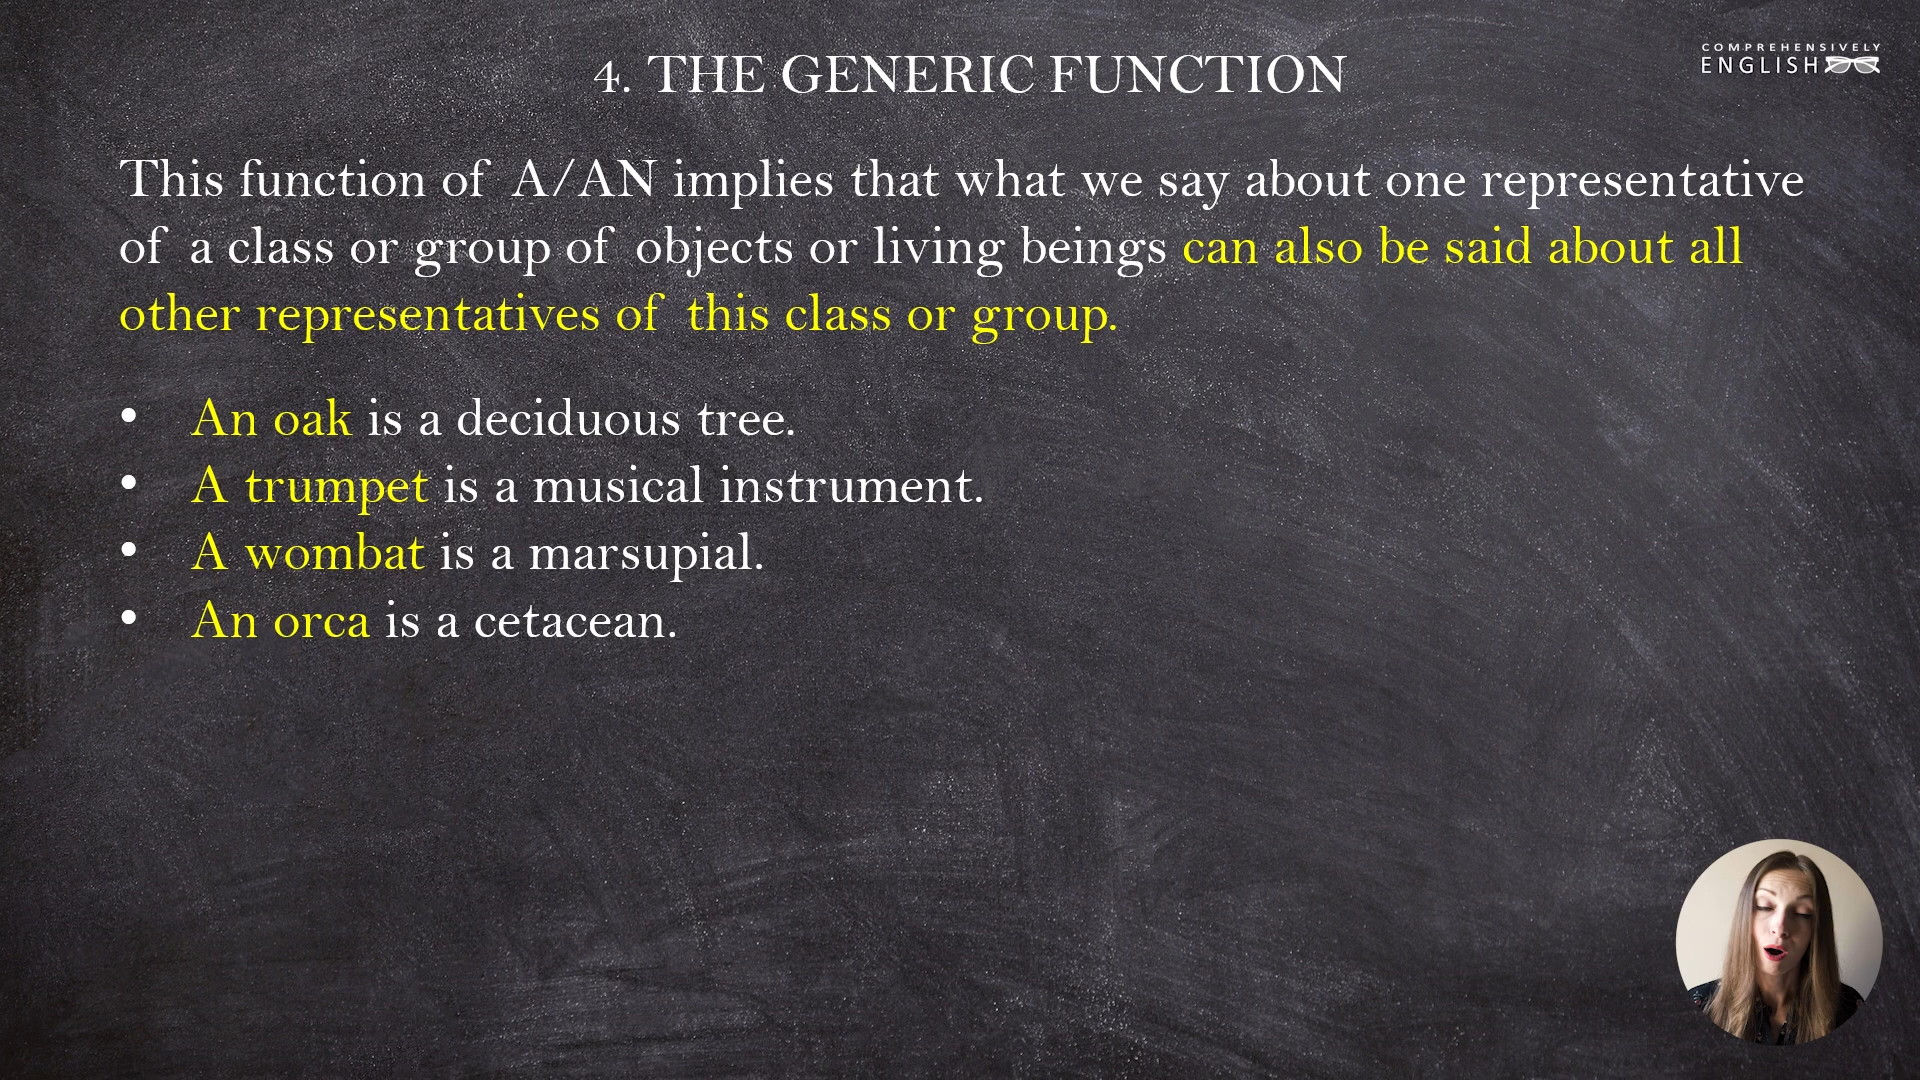 4. THE GENERIC FUNCTION
COMPREHENSIVELY
ENGLISH
This function of A/AN implies that what we say about one representative
of a class or group of objects or living beings can also be said about all
other representatives of this class or group.
• An oak is a deciduous tree.
• A trumpet is a musical instrument.
• A wombat is a marsupial.
• An orca is a cetacean.